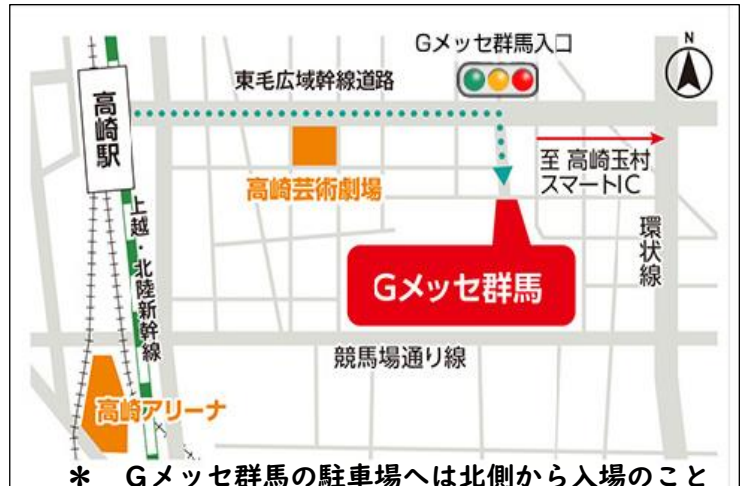 Gメッセ群馬入口
N
東毛広域幹線道路
高崎駅
至 高崎玉村
スマートIC
高崎芸術劇場
上越・北陸新幹線
環状線
Gメッセ群馬
競馬場通り線
高崎アリーナ
＊　Gメッセ群馬の駐車場へは北側から入場のこと